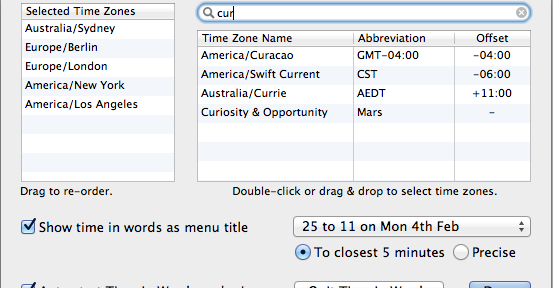 Selected Time Zones
Australia/Sydney
Europe/Berlin
Europe/London
America/New York
America/Los Angeles
Drag to re-order.
cur
Time Zone Name Abbreviation Offset
America/Curacao GMT-04:00 -04:00
America/Swift Current CST -06:00
Australia/Currie AEDT +11:00
Curiosity & Opportunity Mars -
Double-click or drag & drop to select time zones.
Show time in words as menu title
25 to 11 on Mon 4th Feb
To closest 5 minutes Precise